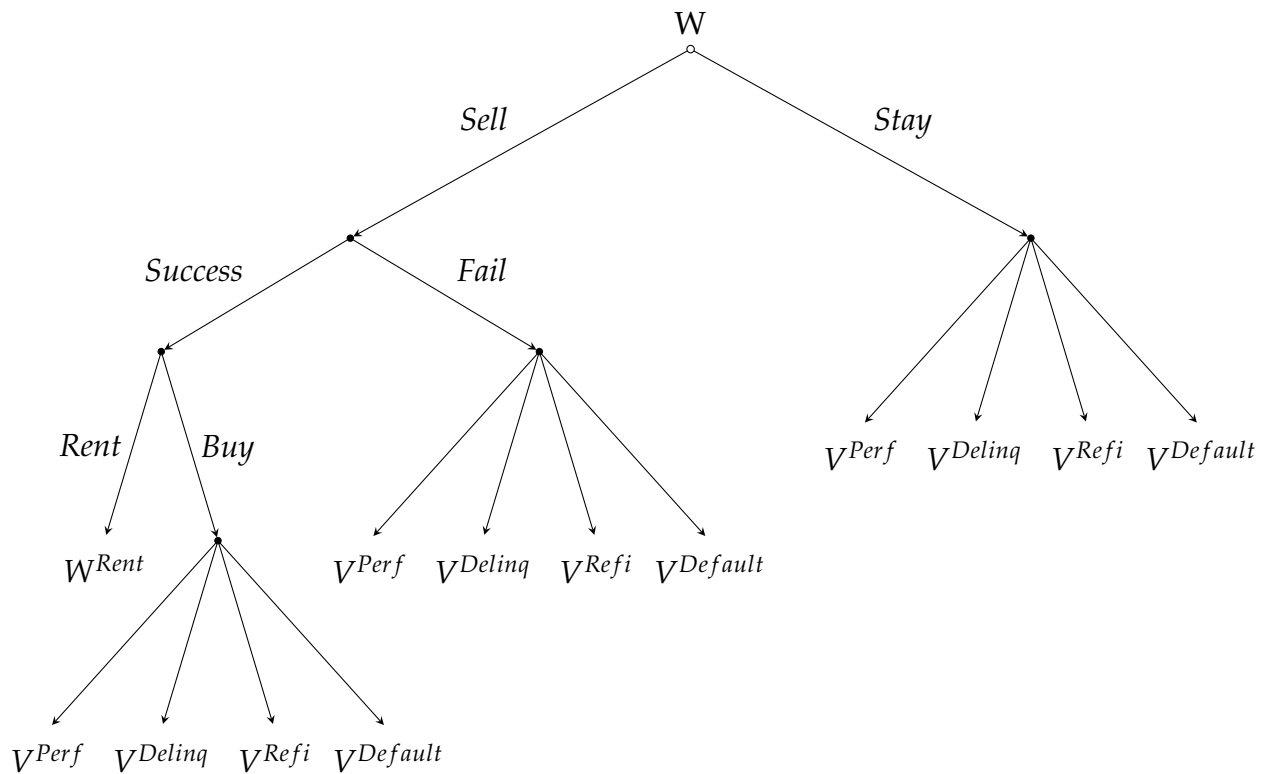 W
Sell Stay
Success Fail
Rent Buy
V^Perf V^Delinq V^Refi V^Default
W^Rent V^Perf V^Delinq V^Refi V^Default
V^Perf V^Delinq V^Refi V^Default